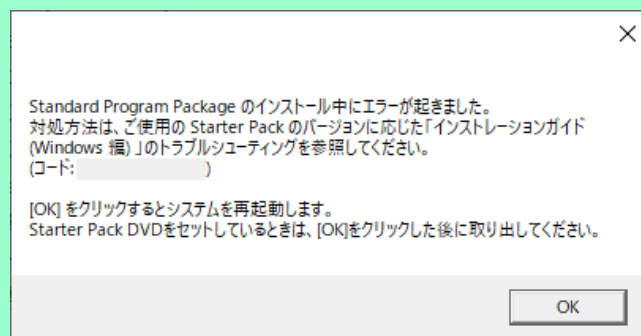 Standard Program Package のインストール中にエラーが起きました。
対処方法は、ご使用の Starter Pack のバージョンに応じた「インストレーションガイド
(Windows 編) 」のトラブルシューティングを参照してください。
(コード: )
[OK] をクリックするとシステムを再起動します。
Starter Pack DVDをセットしているときは、[OK]をクリックした後に取り出してください。
OK